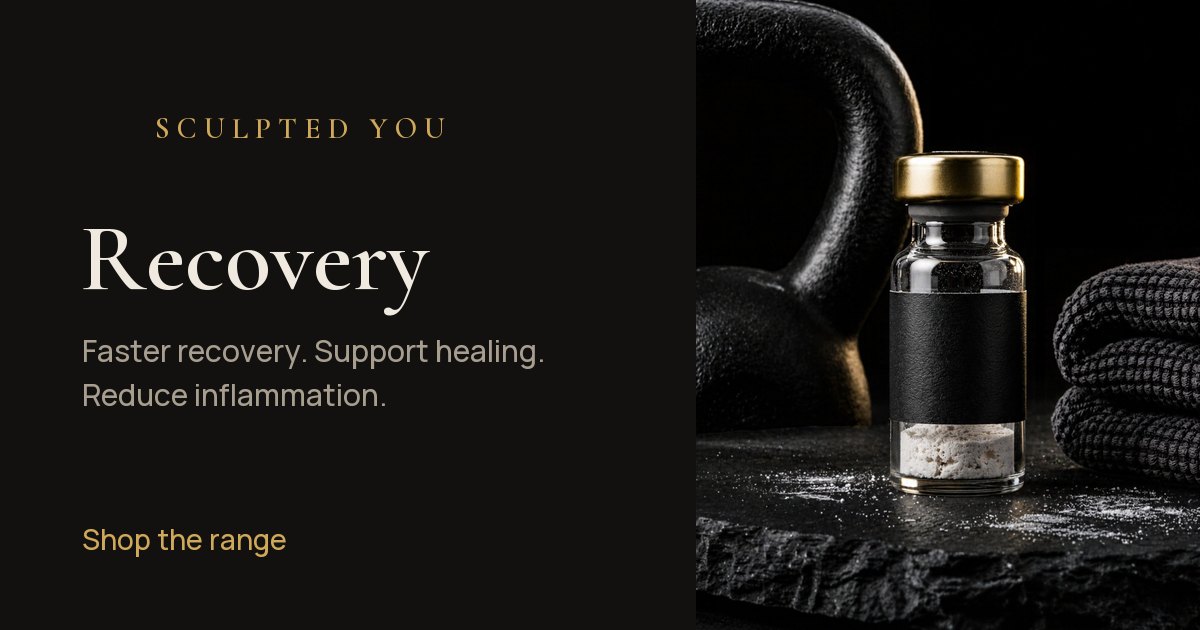 SCULPTED YOU
Recovery
Faster recovery. Support healing.
Reduce inflammation.
Shop the range